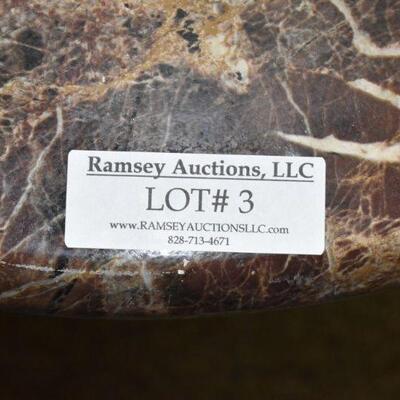 Ramsey Auctions, LLC
LOT# 3
www.RAMSEYAUCTIONSLLC.com
828-713-4671